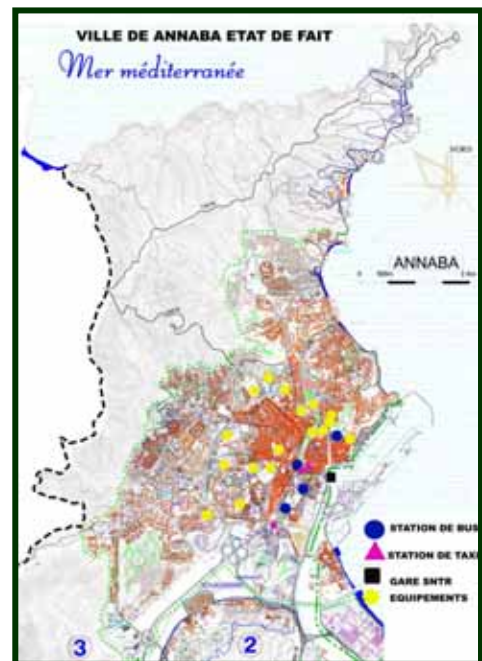 VILLE DE ANNABA ETAT DE FAIT
Mer méditerranée
NORD
ANNABA
STATION DE BUS
STATION DE TAXI
GARE SNTR
EQUIPEMENTS
3
2